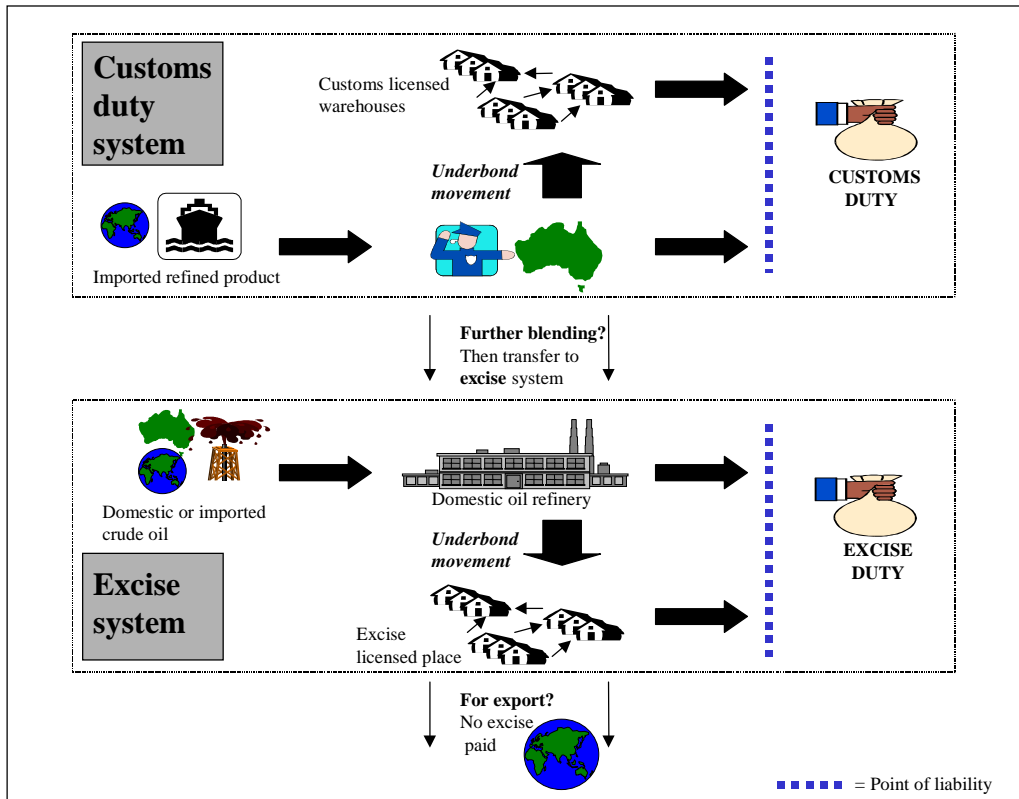 Customs
duty
system
Customs licensed
warehouses
Underbond
movement
CUSTOMS
DUTY
Imported refined product
Further blending?
Then transfer to
excise system
Domestic or imported
crude oil
Domestic oil refinery
Underbond
movement
EXCISE
DUTY
Excise
system
Excise
licensed place
For export?
No excise
paid
= Point of liability